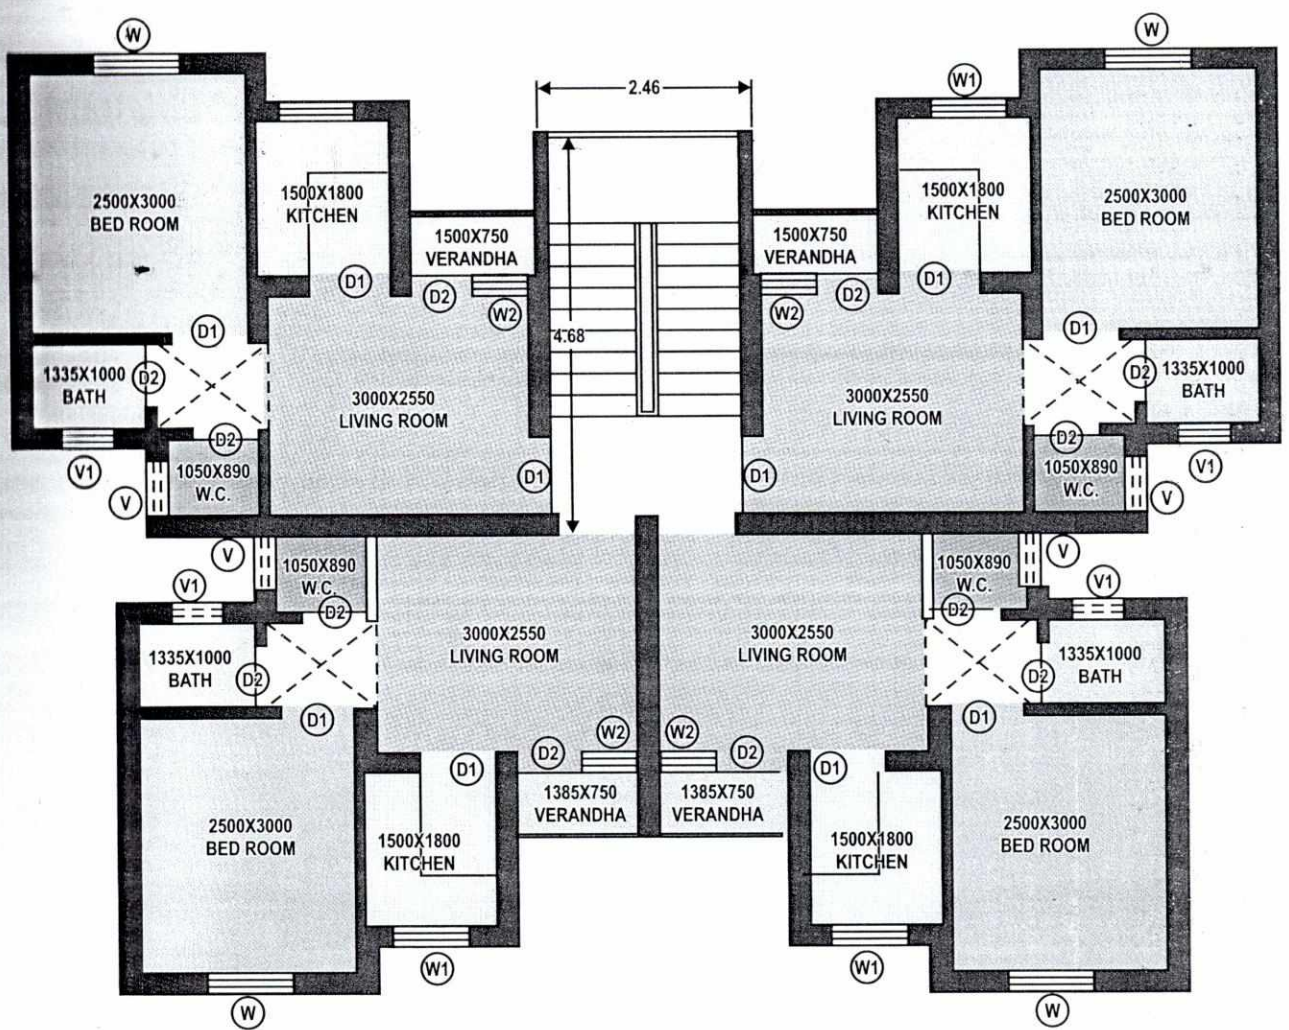 W
W
W1
2.46
2500X3000
BED ROOM
1500X1800
KITCHEN
1500X750
VERANDHA
1500X750
VERANDHA
1500X1800
KITCHEN
2500X3000
BED ROOM
D1
D2
W2
W2
D2
D1
4.68
D1
D1
1335X1000
BATH
D2
3000X2550
LIVING ROOM
3000X2550
LIVING ROOM
D2
1335X1000
BATH
D2
D2
V1
1050X890
W.C.
D1
D1
1050X890
W.C.
V1
V
V
V
1050X890
W.C.
1050X890
W.C.
V
V1
V1
D2
D2
1335X1000
BATH
D2
3000X2550
LIVING ROOM
3000X2550
LIVING ROOM
D2
1335X1000
BATH
D1
D1
W2
W2
D1
D2
D2
D1
1385X750
VERANDHA
1385X750
VERANDHA
2500X3000
BED ROOM
1500X1800
KITCHEN
1500X1800
KITCHEN
2500X3000
BED ROOM
W1
W1
W
W